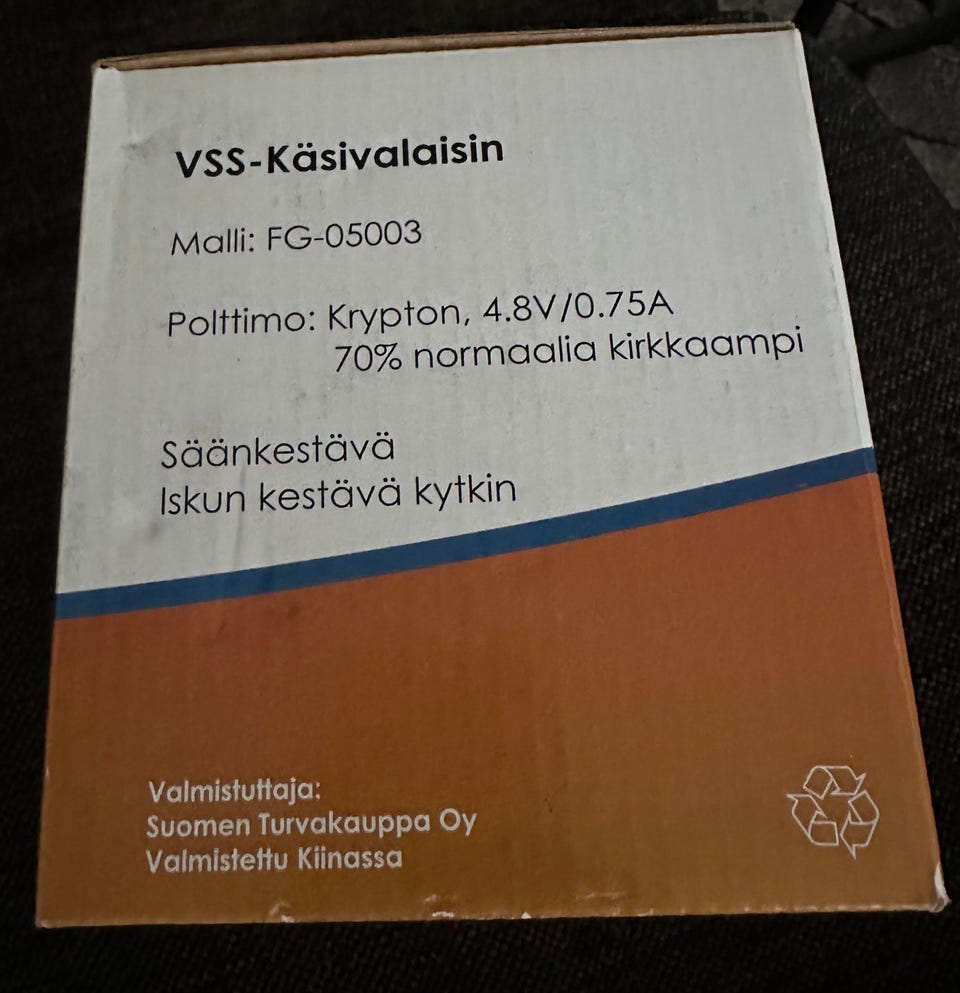 VSS-Käsivalaisin
Malli: FG-05003
Polttimo: Krypton, 4.8V/0.75A
70% normaalia kirkkaampi
Säänkestävä
Iskun kestävä kytkin
Valmistuttaja:
Suomen Turvakauppa Oy
Valmistettu Kiinassa